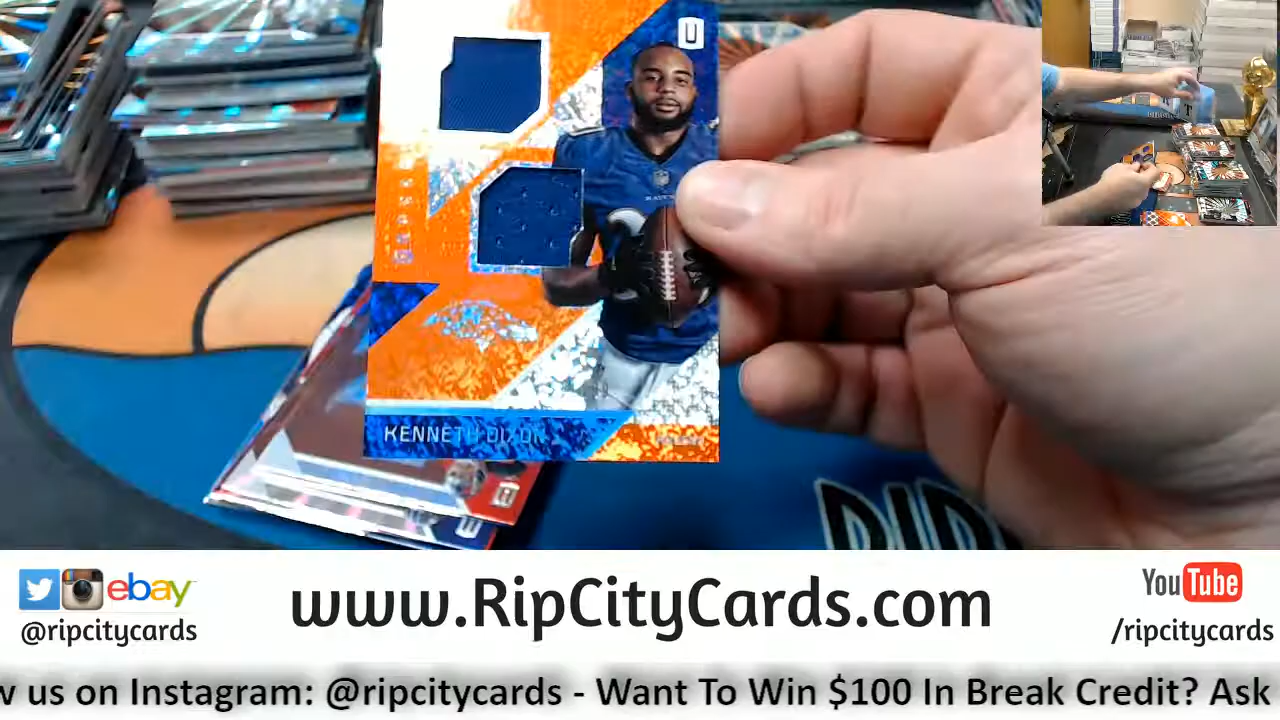 U
KENNETH DIXON
U
ebay
@ripcitycards
www.RipCityCards.com
YouTube
/ripcitycards
w us on Instagram: @ripcitycards - Want To Win $100 In Break Credit? Ask